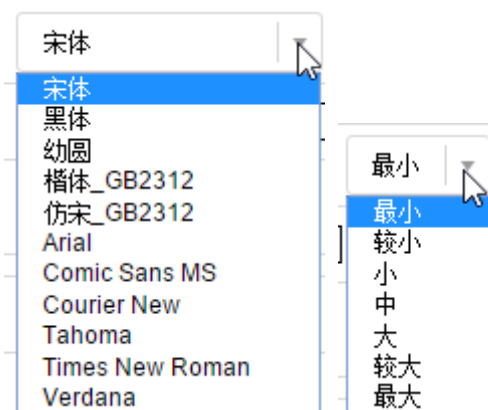 宋体
宋体
黑体
幼圆
楷体_GB2312
仿宋_GB2312
Arial
Comic Sans MS
Courier New
Tahoma
Times New Roman
Verdana
最小
最小
较小
小
中
大
较大
最大